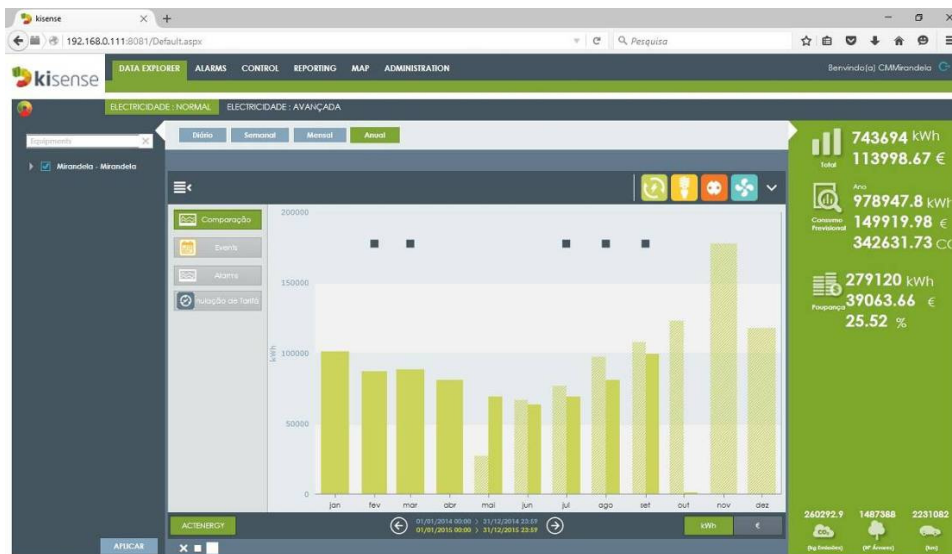 kisense
192.168.0.111:8081/Default.aspx
Pesquisa
kisense
DATA EXPLORER ALARMS CONTROL REPORTING MAP ADMINISTRATION
Benvindo(a) CMMirandela
ELECTRICIDADE : NORMAL ELECTRICIDADE : AVANÇADA
Equipments
Mirandela - Mirandela
Diário Semanal Mensal Anual
Comparação
Events
Alarms
ulação de Tarifá
200000
150000
100000
50000
0
kWh
jan fev mar abr mai jun jul ago set out nov dez
ACTENERGY
01/01/2014 00:00 > 31/12/2014 23:59
01/01/2015 00:00 > 31/12/2015 23:59
kWh €
APLICAR
Total
743694 kWh
113998.67 €
Consumo Previsional
Ano
978947.8 kWh
149919.98 €
342631.73 CO
Poupança
279120 kWh
39063.66 €
25.52 %
260292.9 1487388 2231082
CO₂
(kg Emissões) (Nº Árvores) (km)